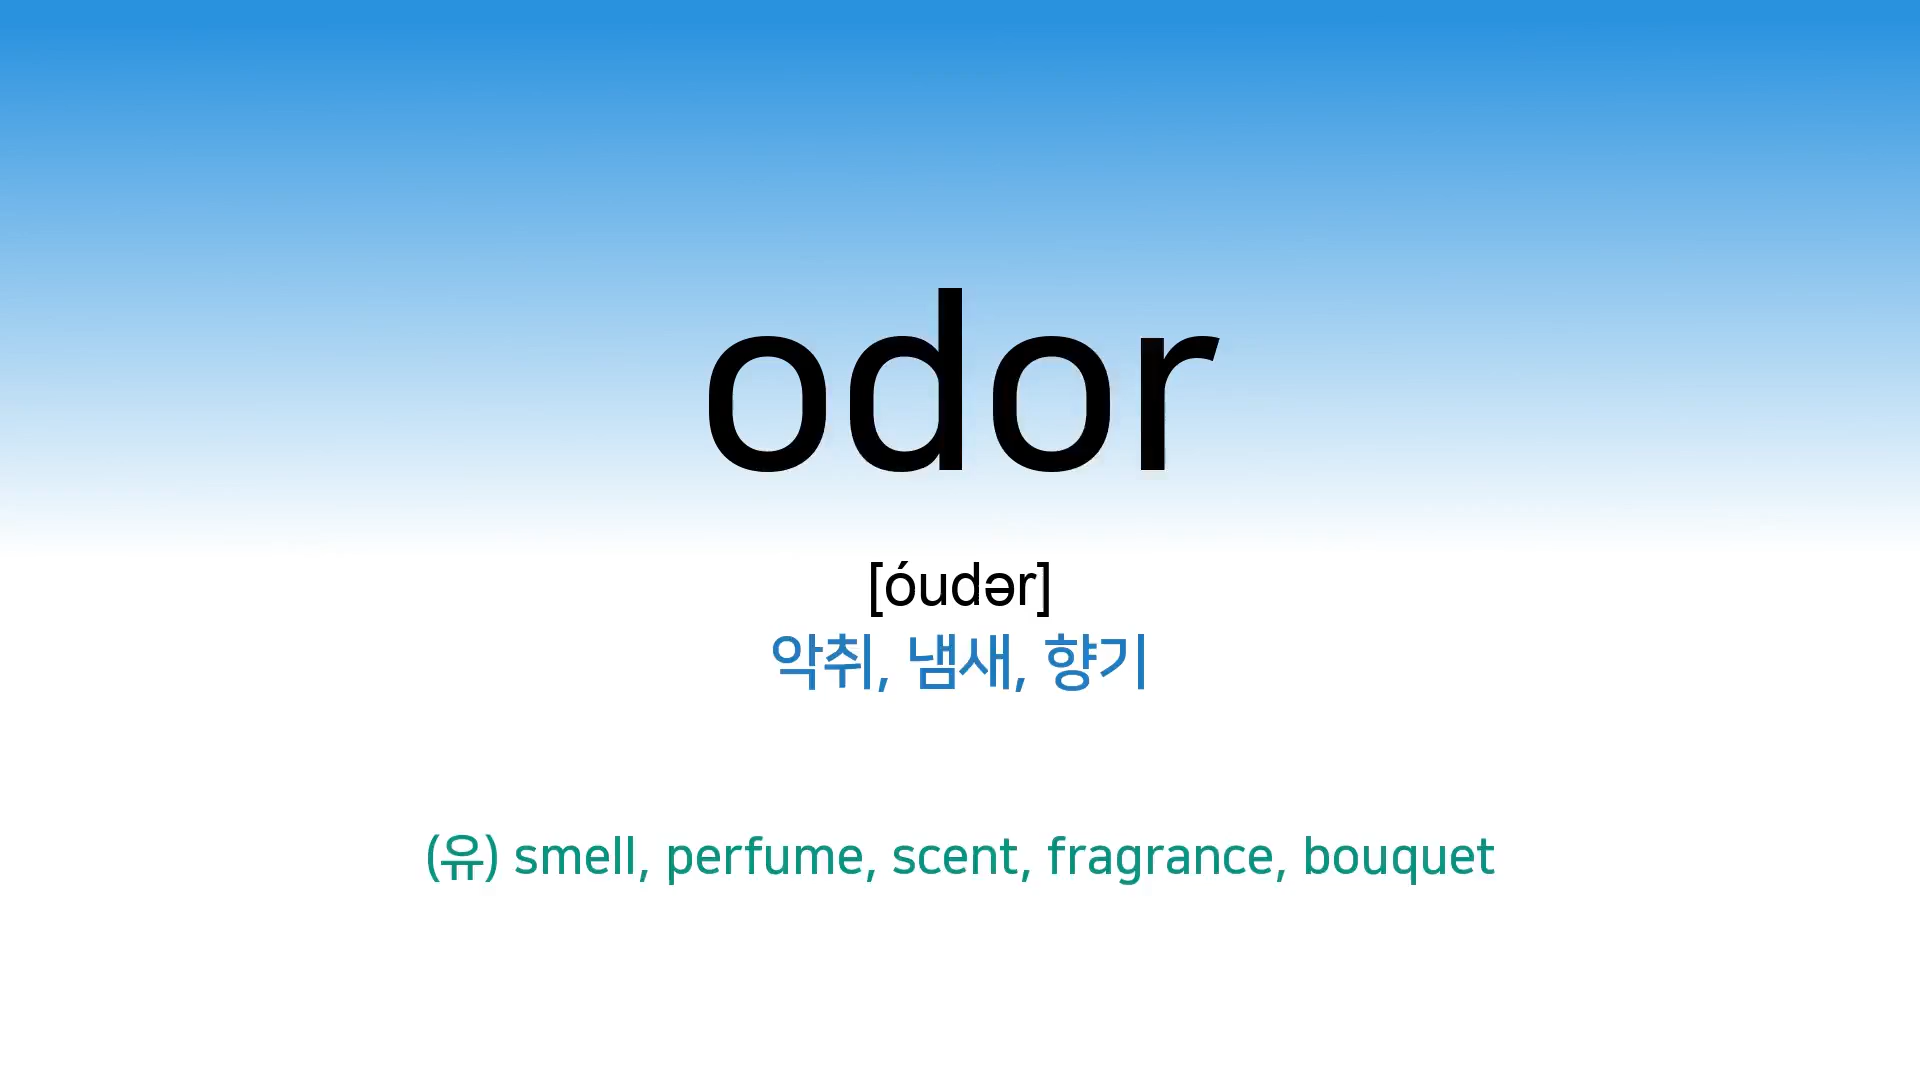 odor
[óudər]
악취, 냄새, 향기
(유) smell, perfume, scent, fragrance, bouquet